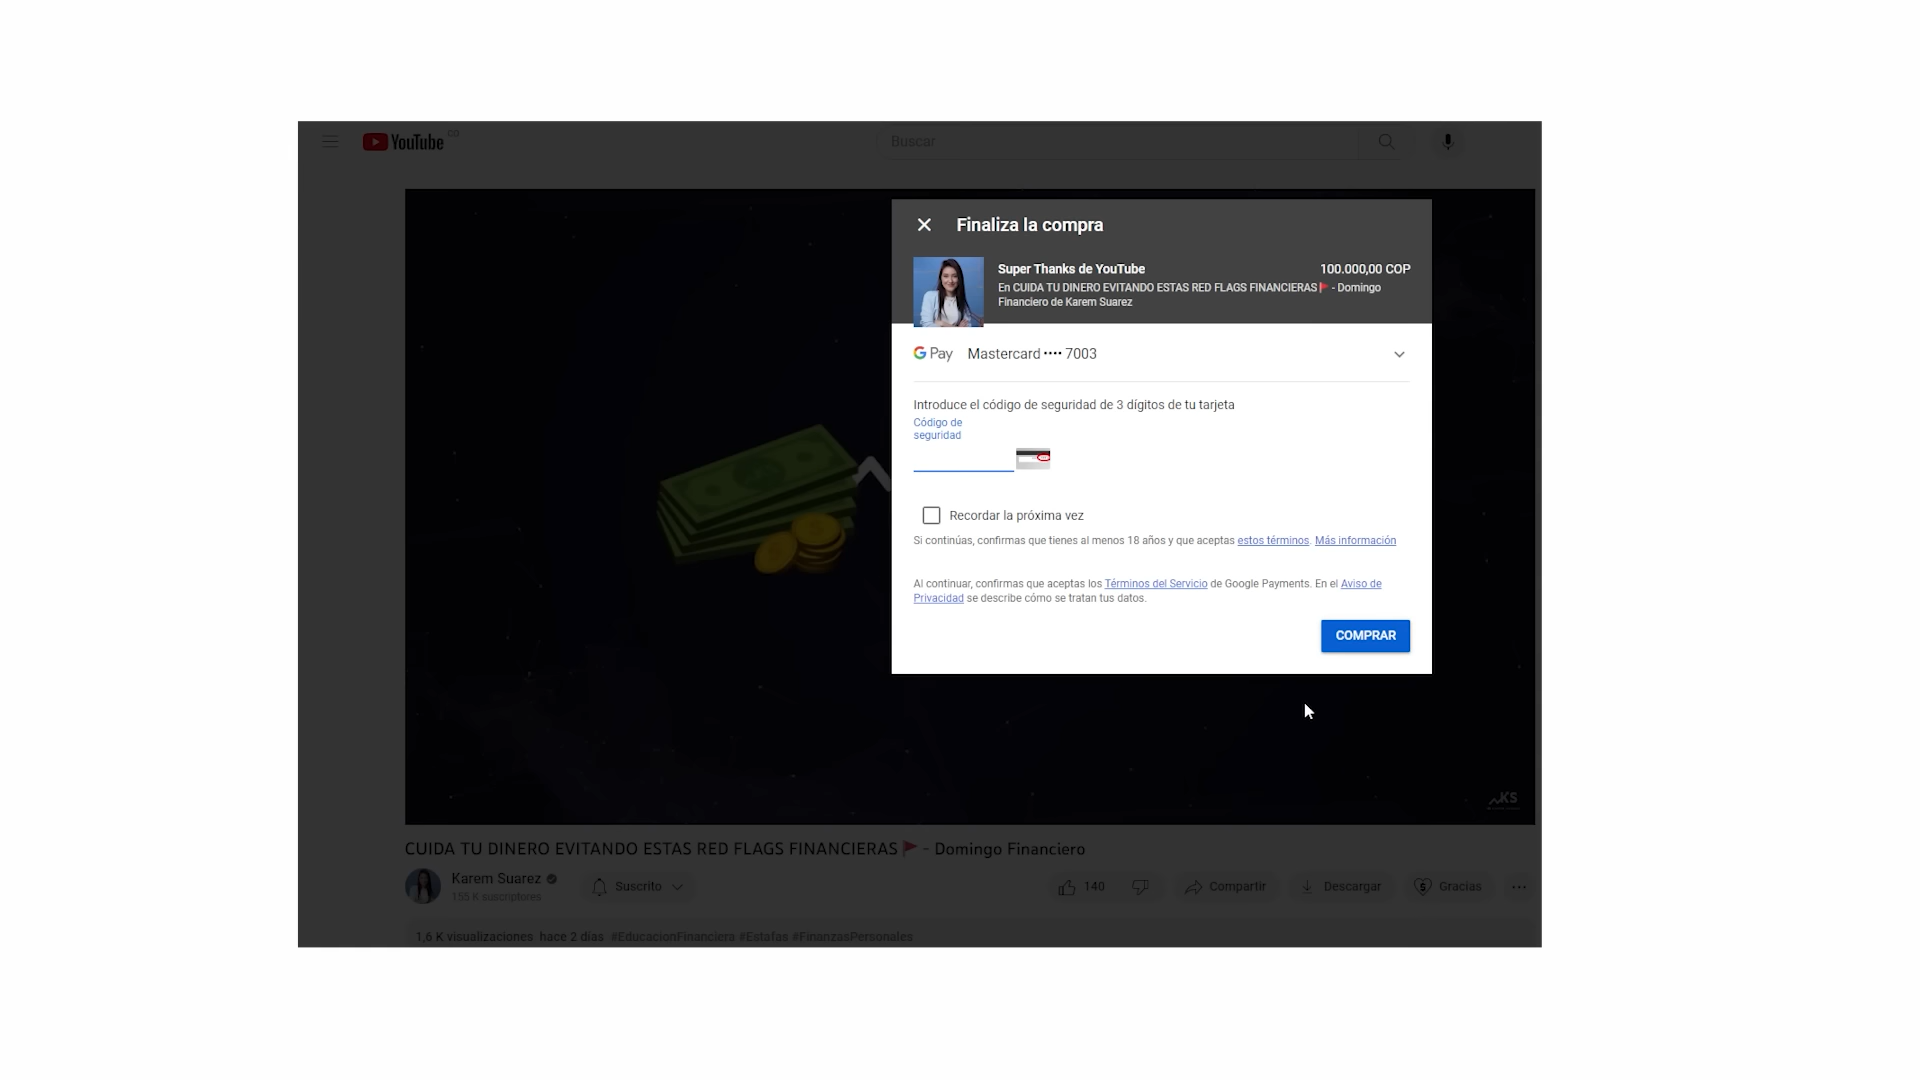 YouTube CO
Buscar
Finaliza la compra
Super Thanks de YouTube 100.000,00 COP
En CUIDA TU DINERO EVITANDO ESTAS RED FLAGS FINANCIERAS🚩 - Domingo
Financiero de Karem Suarez
G Pay Mastercard •••• 7003
Introduce el código de seguridad de 3 dígitos de tu tarjeta
Código de
seguridad
Recordar la próxima vez
Si continúas, confirmas que tienes al menos 18 años y que aceptas estos términos. Más información
Al continuar, confirmas que aceptas los Términos del Servicio de Google Payments. En el Aviso de
Privacidad se describe cómo se tratan tus datos.
COMPRAR
KS
CUIDA TU DINERO EVITANDO ESTAS RED FLAGS FINANCIERAS🚩 - Domingo Financiero
Karem Suarez
155 K suscriptores
Suscrito
140
Compartir
Descargar
Gracias
1,6 K visualizaciones hace 2 días #EducacionFinanciera #Estafas #FinanzasPersonales